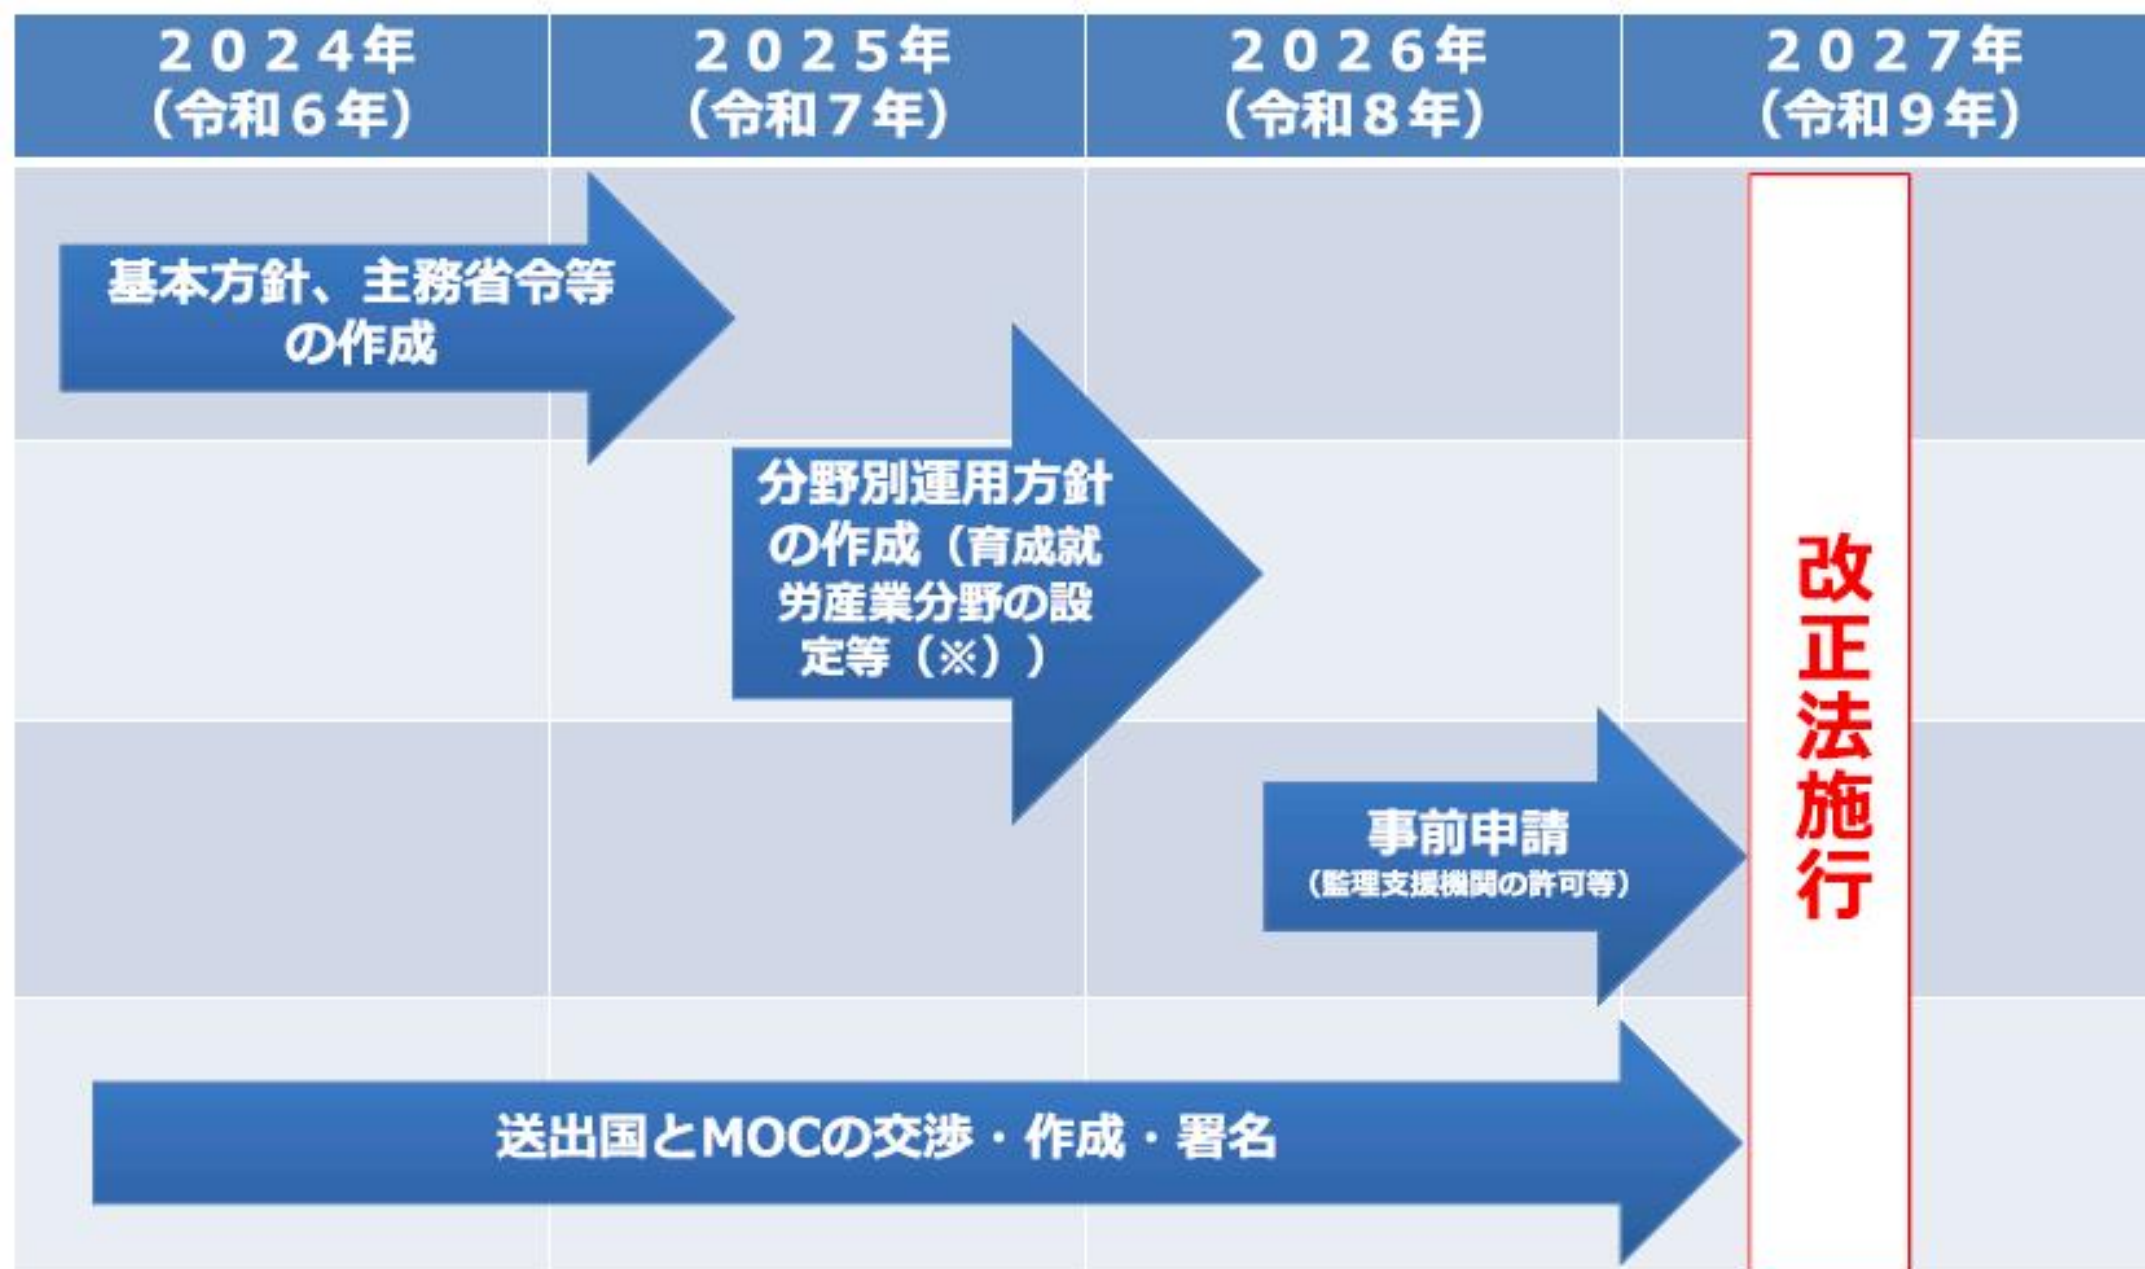 ２０２４年
（令和６年）
２０２５年
（令和７年）
２０２６年
（令和８年）
２０２７年
（令和９年）
基本方針、主務省令等
の作成
分野別運用方針
の作成（育成就
労産業分野の設
定等（※））
事前申請
（監理支援機関の許可等）
送出国とMOCの交渉・作成・署名
改正法施行